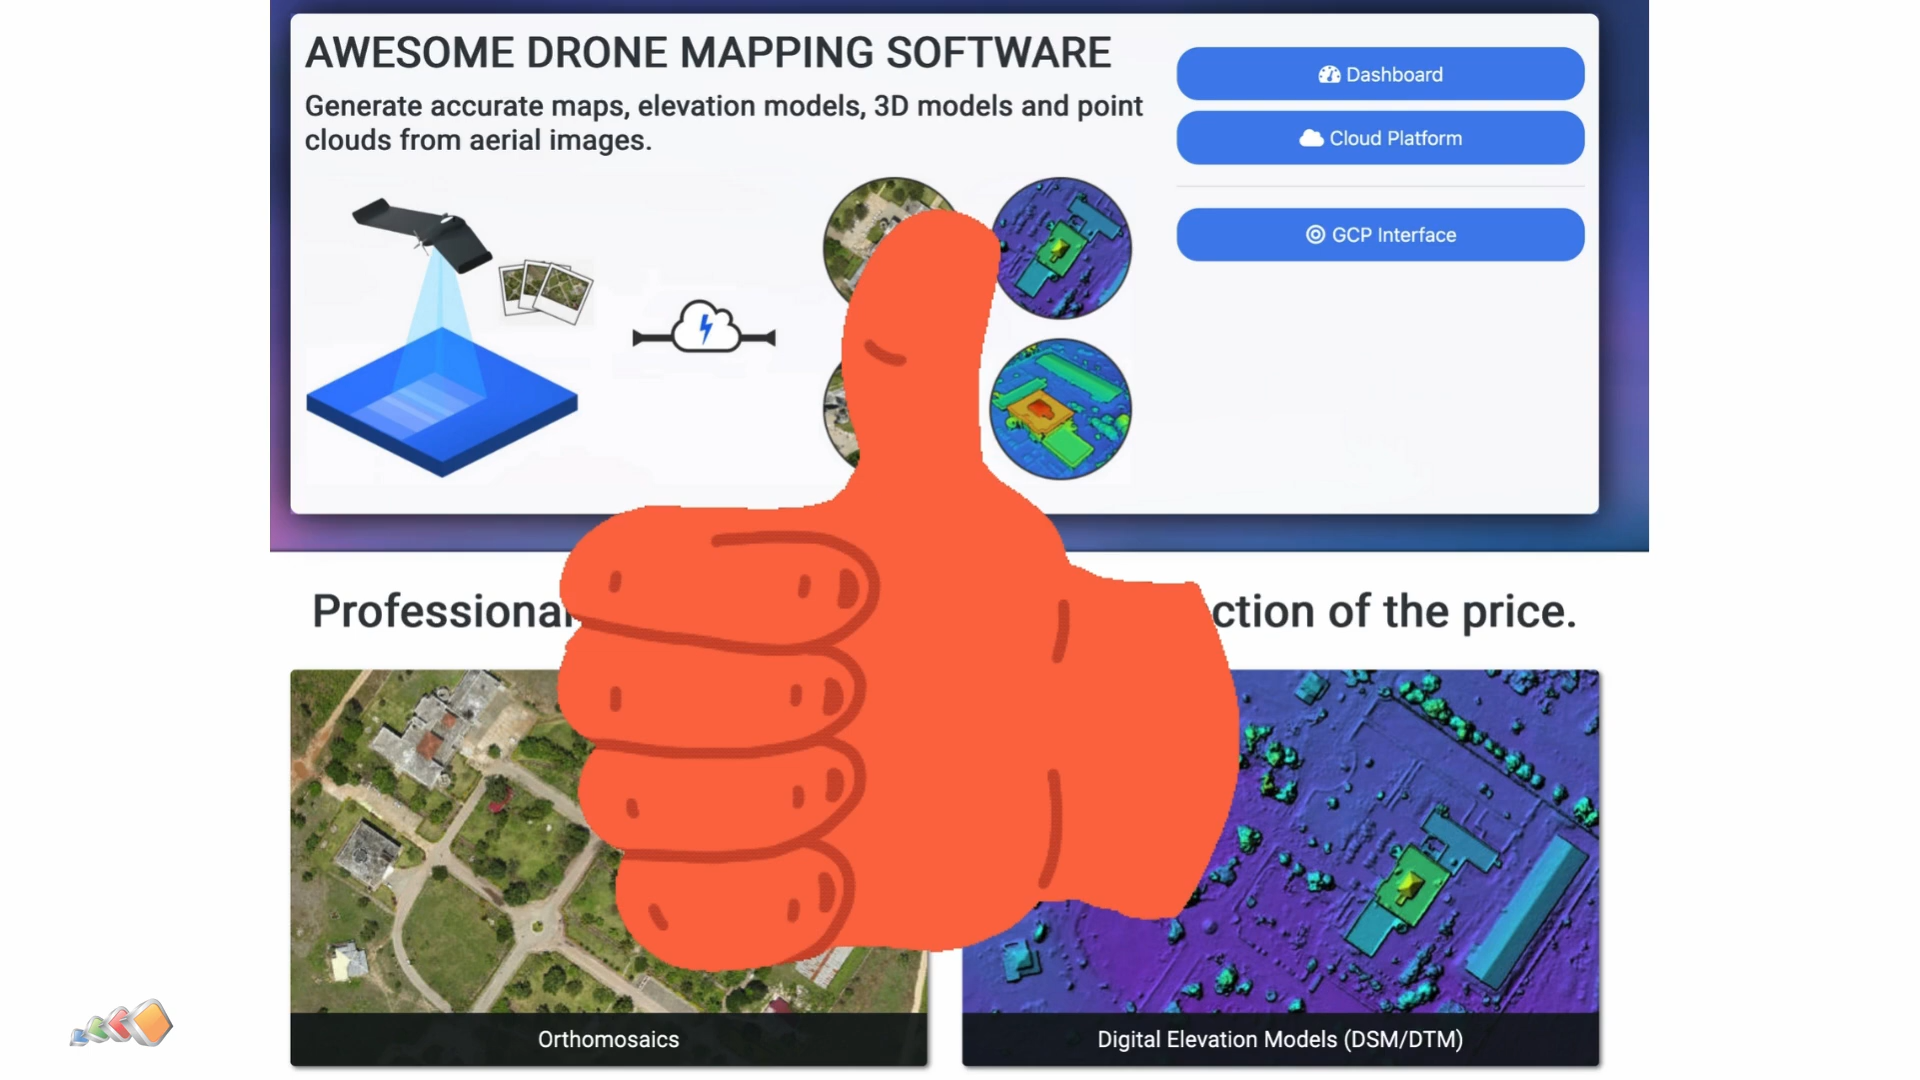 AWESOME DRONE MAPPING SOFTWARE
Generate accurate maps, elevation models, 3D models and point
clouds from aerial images.
Dashboard
Cloud Platform
GCP Interface
Professional ction of the price.
Orthomosaics
Digital Elevation Models (DSM/DTM)